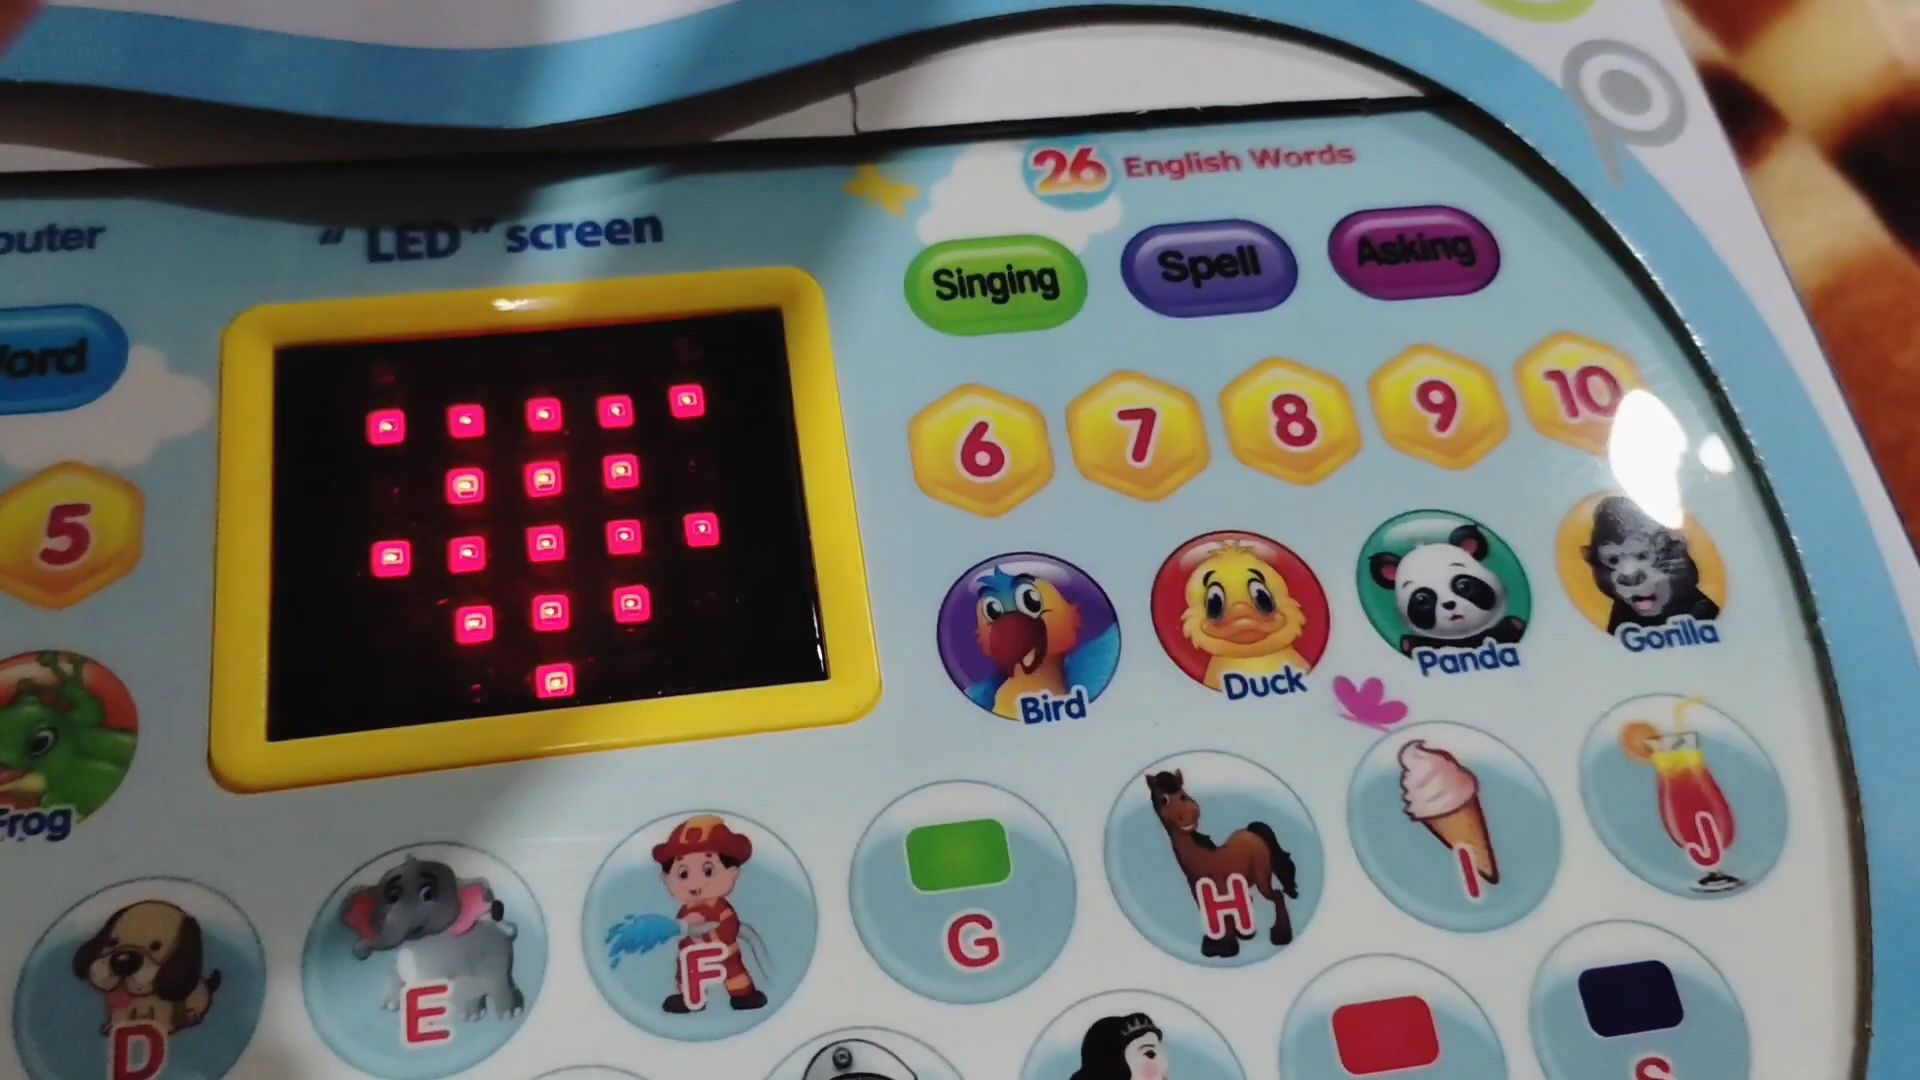 26 English Words
puter
" LED " screen
Singing
Spell
Asking
Word
5
6
7
8
9
10
Bird
Duck
Panda
Gorilla
Frog
D
E
F
G
H
I
J
S